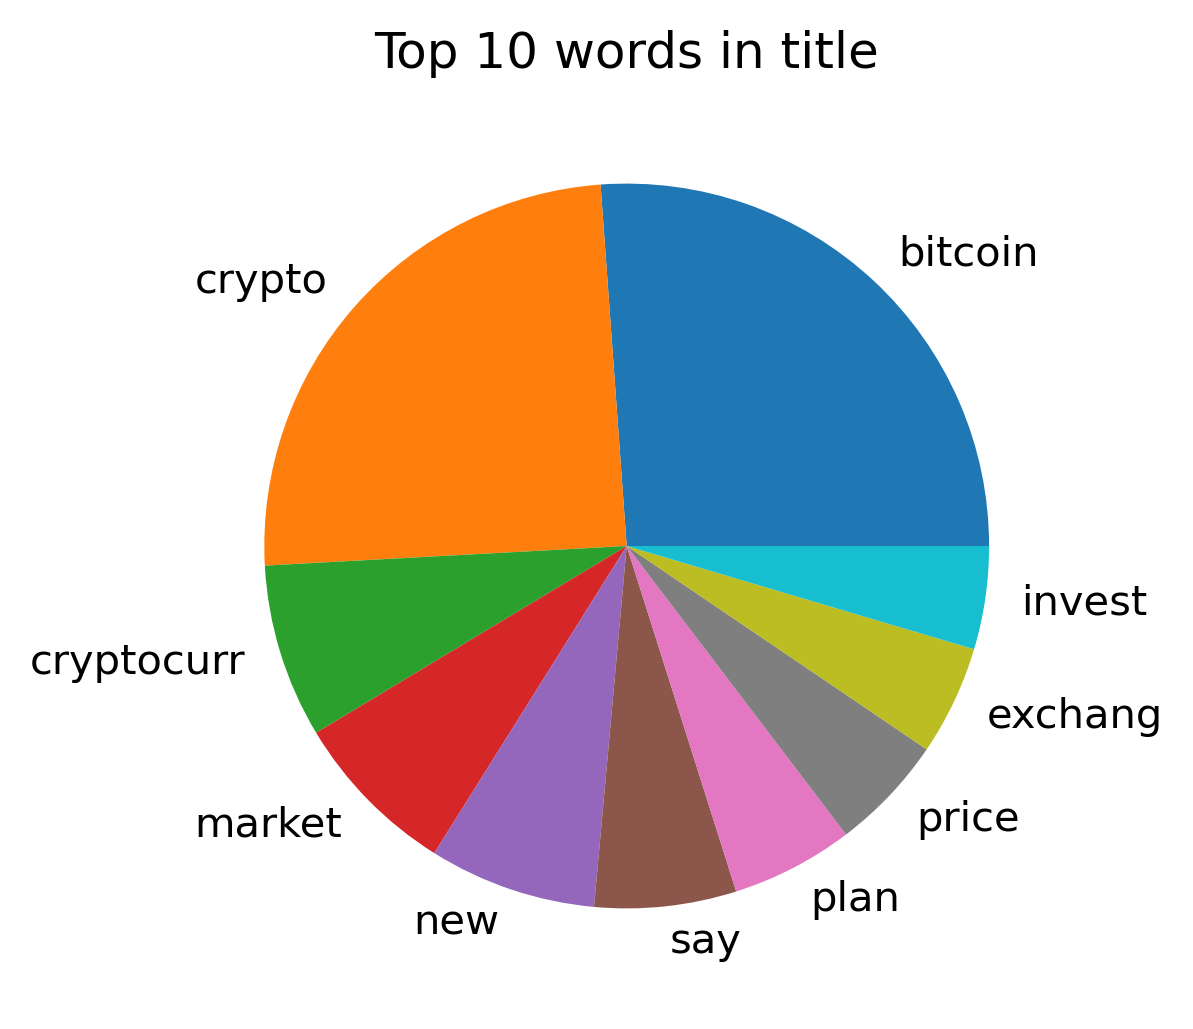 Top 10 words in title
bitcoin
crypto
cryptocurr
market
new
say
plan
price
exchang
invest